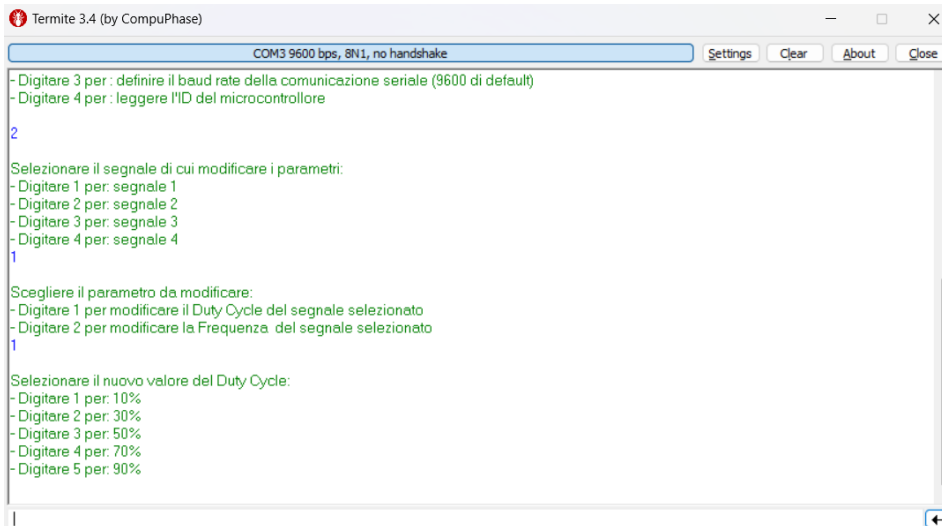 Termite 3.4 (by CompuPhase)
COM3 9600 bps, 8N1, no handshake Settings Clear About Close
- Digitare 3 per : definire il baud rate della comunicazione seriale (9600 di default)
- Digitare 4 per : leggere l'ID del microcontrollore
2
Selezionare il segnale di cui modificare i parametri:
- Digitare 1 per: segnale 1
- Digitare 2 per: segnale 2
- Digitare 3 per: segnale 3
- Digitare 4 per: segnale 4
1
Scegliere il parametro da modificare:
- Digitare 1 per modificare il Duty Cycle del segnale selezionato
- Digitare 2 per modificare la Frequenza  del segnale selezionato
1
Selezionare il nuovo valore del Duty Cycle:
- Digitare 1 per: 10%
- Digitare 2 per: 30%
- Digitare 3 per: 50%
- Digitare 4 per: 70%
- Digitare 5 per: 90%